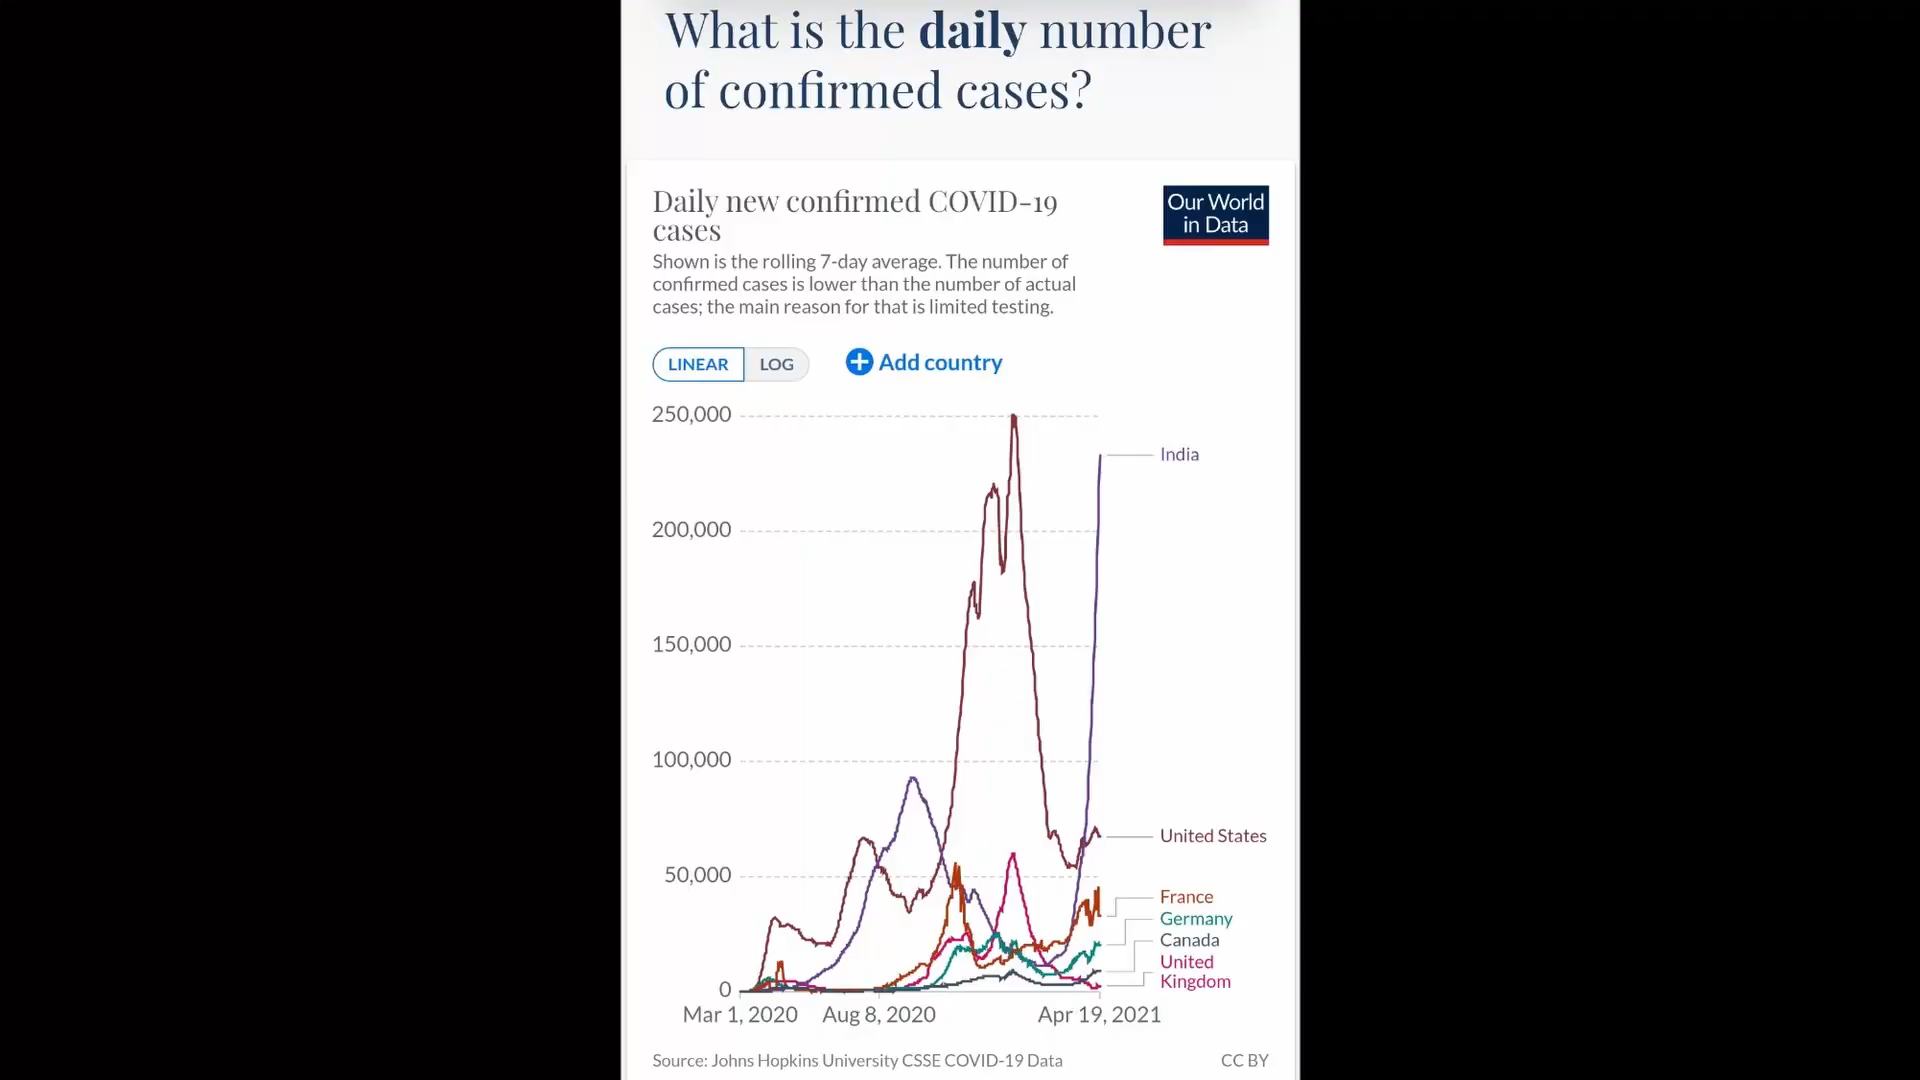 What is the daily number
of confirmed cases?
Daily new confirmed COVID-19
cases
Our World
in Data
Shown is the rolling 7-day average. The number of
confirmed cases is lower than the number of actual
cases; the main reason for that is limited testing.
LINEAR LOG
Add country
250,000
India
200,000
150,000
100,000
United States
50,000
France
Germany
Canada
United
Kingdom
0
Mar 1, 2020 Aug 8, 2020 Apr 19, 2021
Source: Johns Hopkins University CSSE COVID-19 Data CC BY